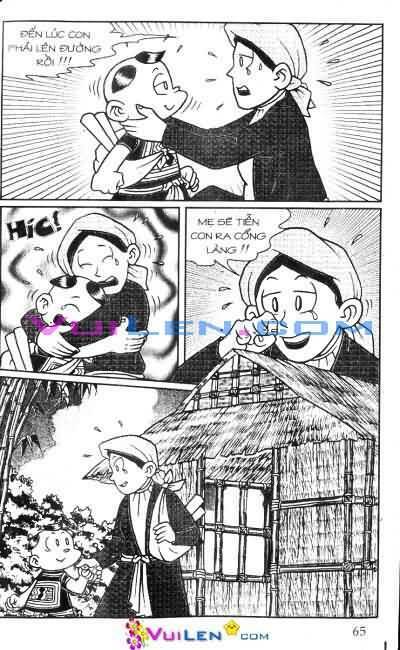 ĐẾN LÚC CON
PHẢI LÊN ĐƯỜNG
RỒI !!!
HÍC!
MẸ SẼ TIỄN
CON RA CỔNG
LÀNG !!
VUILEN.COM
65
VUILEN.COM